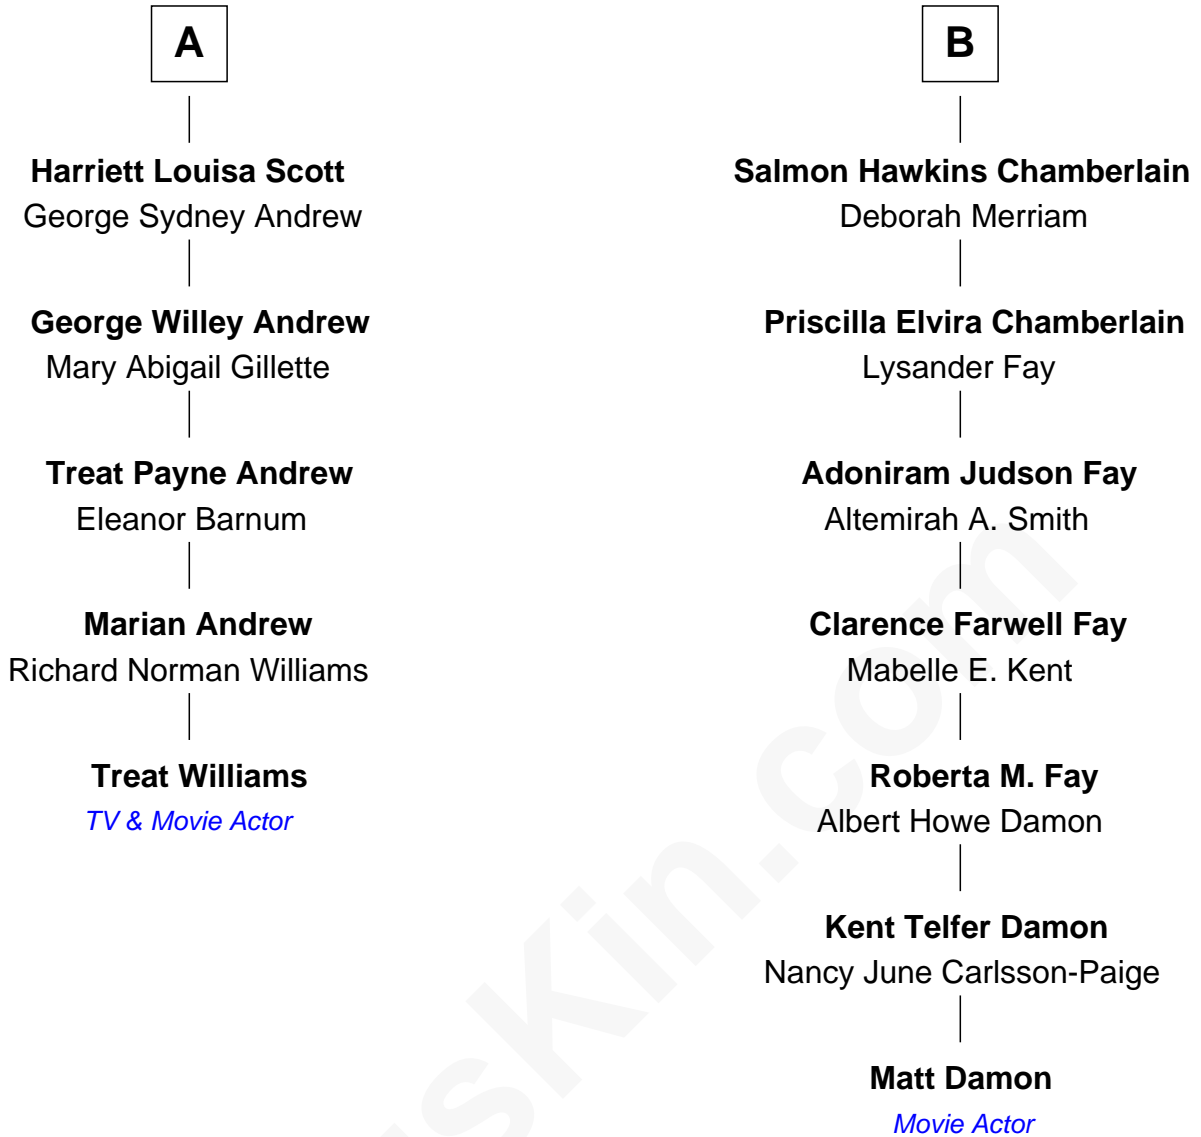 A
Harriett Louisa Scott
George Sydney Andrew
George Willey Andrew
Mary Abigail Gillette
Treat Payne Andrew
Eleanor Barnum
Marian Andrew
Richard Norman Williams
Treat Williams
TV & Movie Actor
B
Salmon Hawkins Chamberlain
Deborah Merriam
Priscilla Elvira Chamberlain
Lysander Fay
Adoniram Judson Fay
Altemirah A. Smith
Clarence Farwell Fay
Mabelle E. Kent
Roberta M. Fay
Albert Howe Damon
Kent Telfer Damon
Nancy June Carlsson-Paige
Matt Damon
Movie Actor
usKin.com